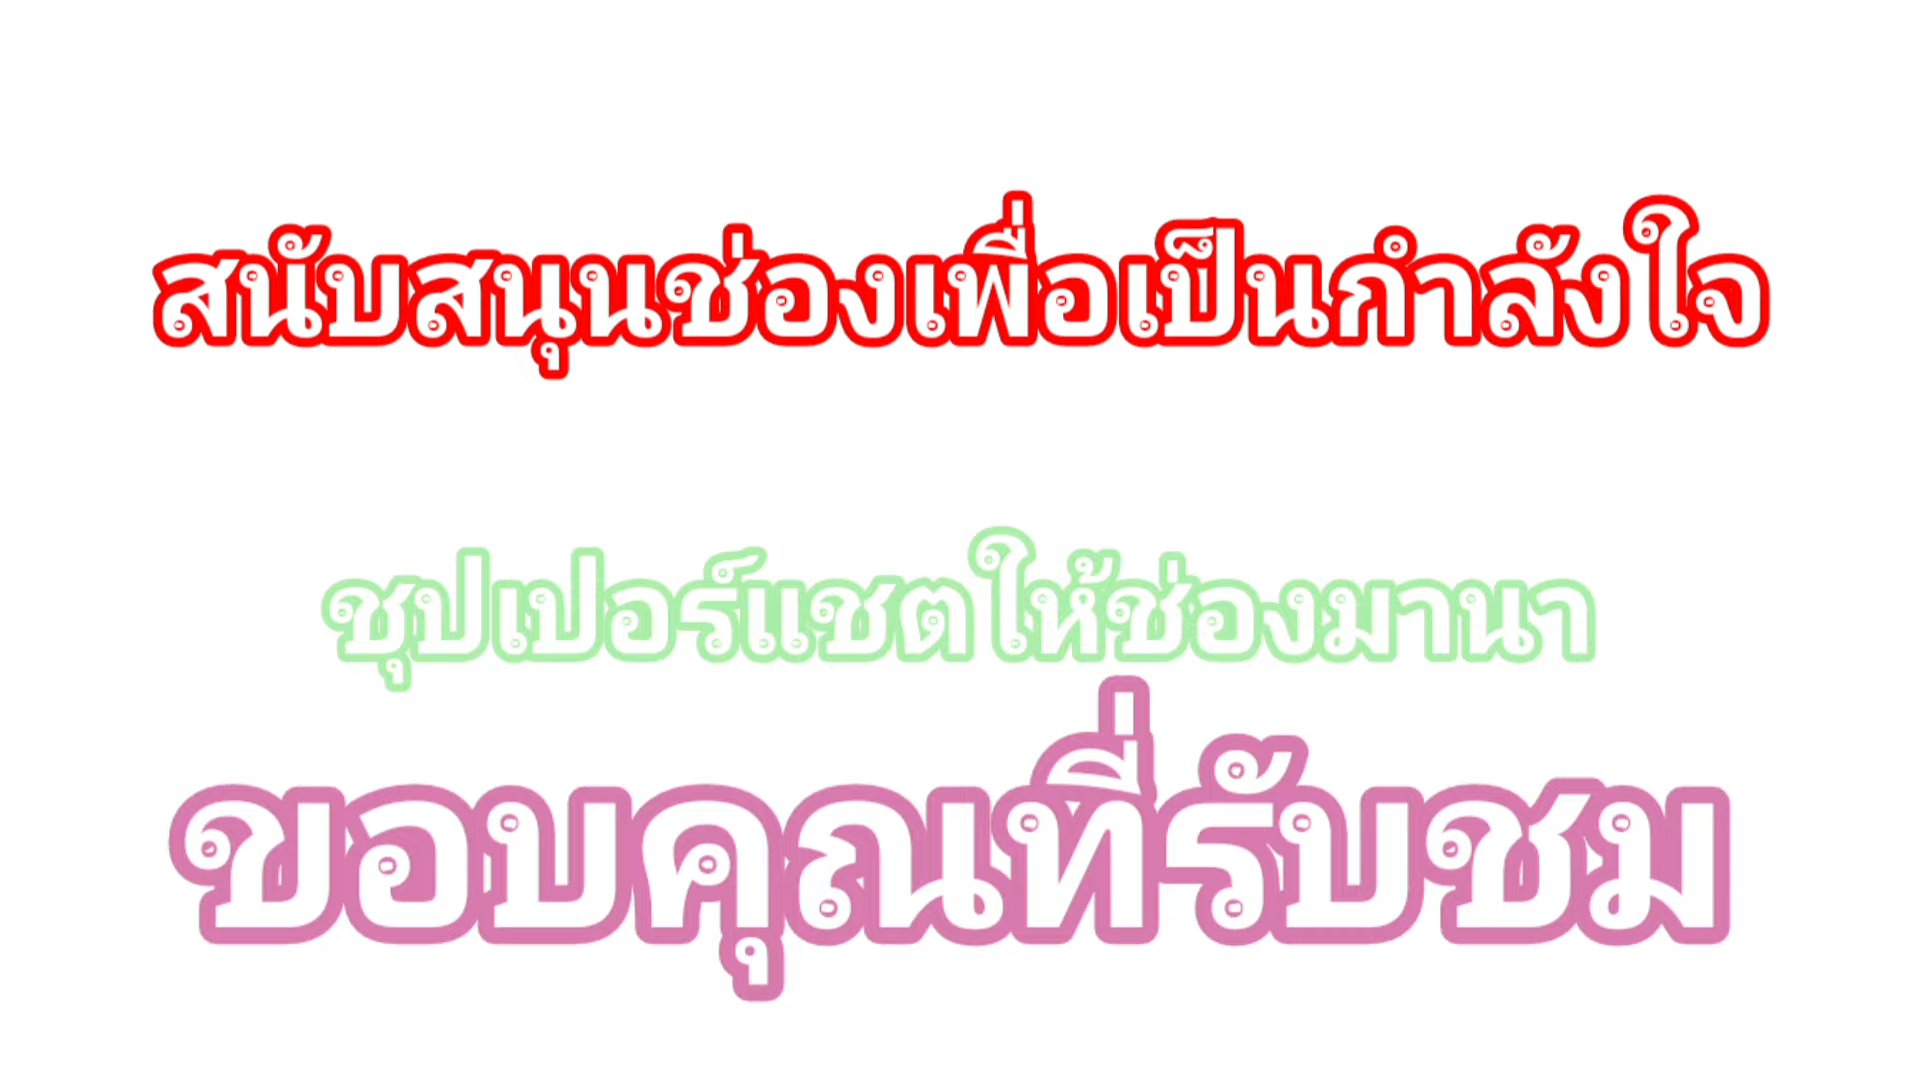 สนับสนุนช่องเพื่อเป็นกำลังใจ
ชุปเปอร์แชตให้ช่องมานา
ขอบคุณที่รับชม